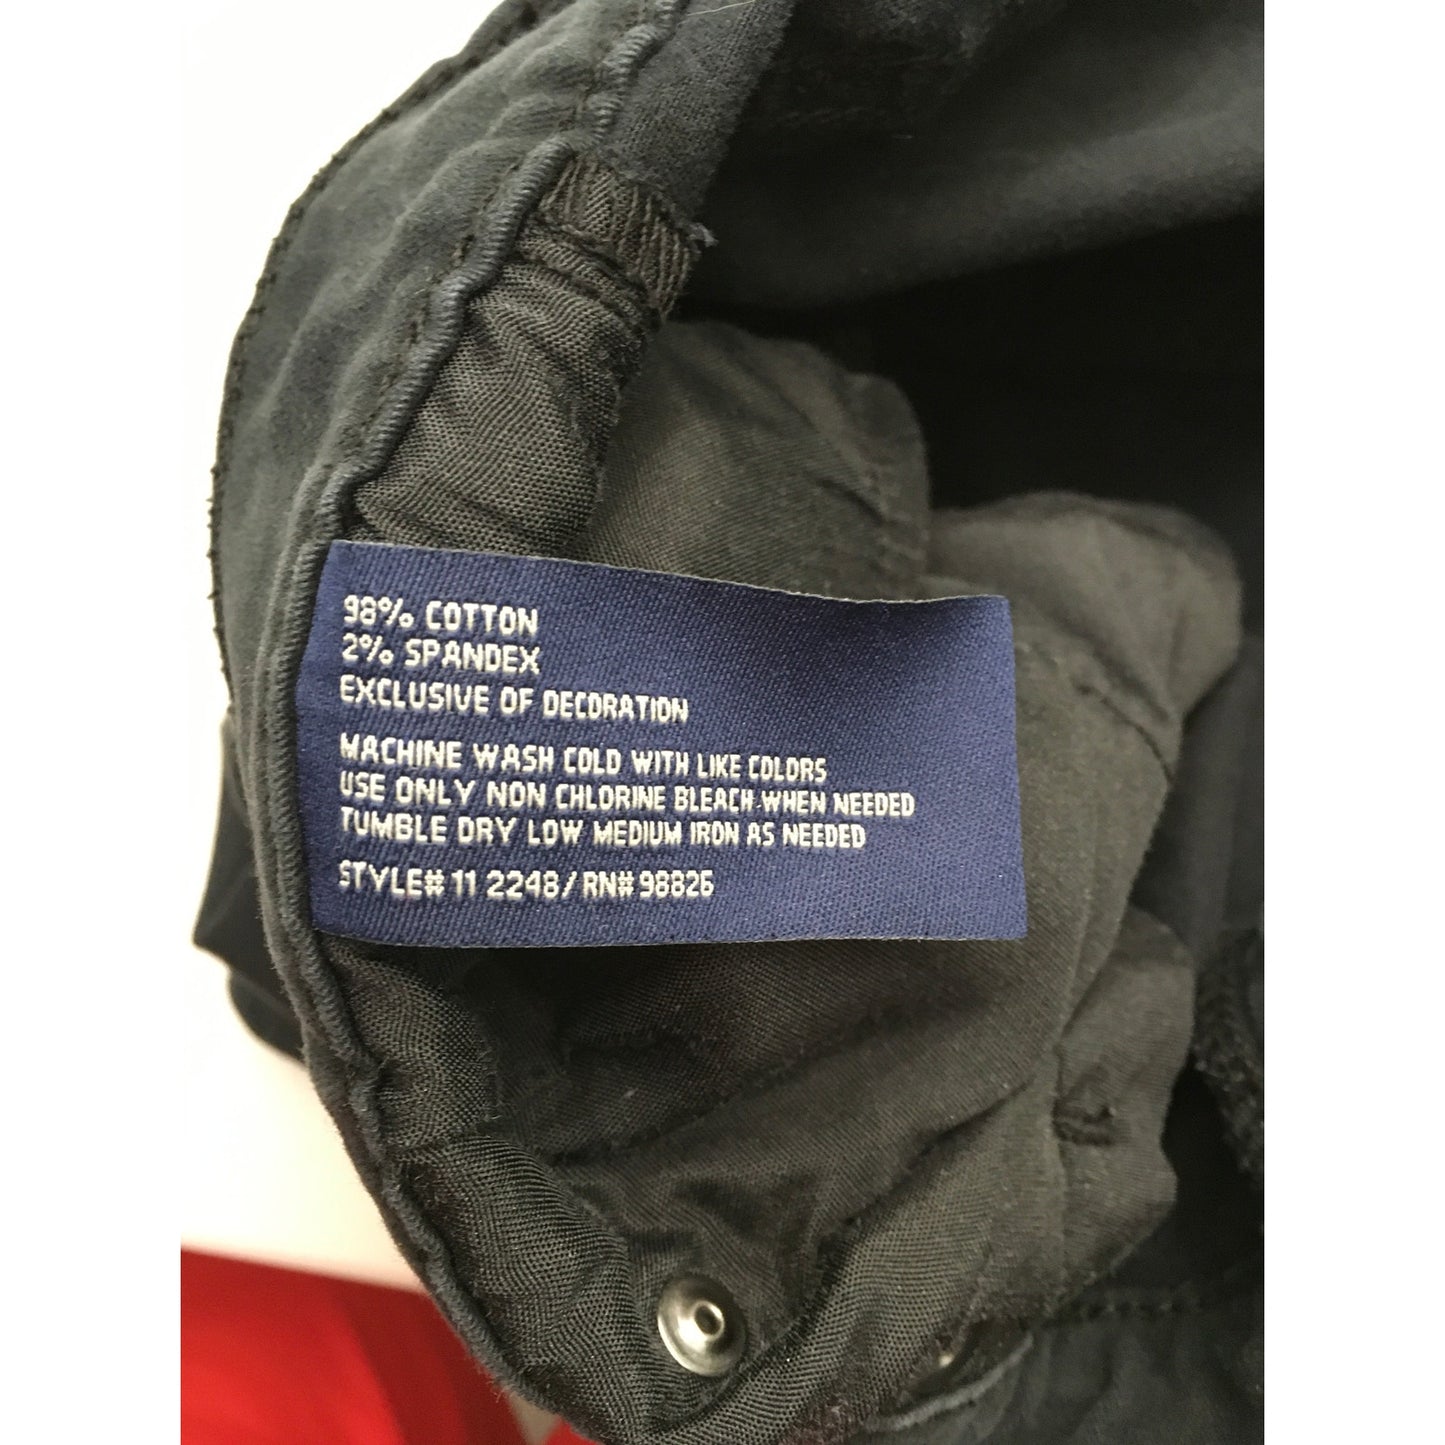 98% COTTON
2% SPANDEX
EXCLUSIVE OF DECORATION
MACHINE WASH COLD WITH LIKE COLORS
USE ONLY NON CHLORINE BLEACH WHEN NEEDED
TUMBLE DRY LOW MEDIUM IRON AS NEEDED
STYLE# 11 2248/RN# 98826